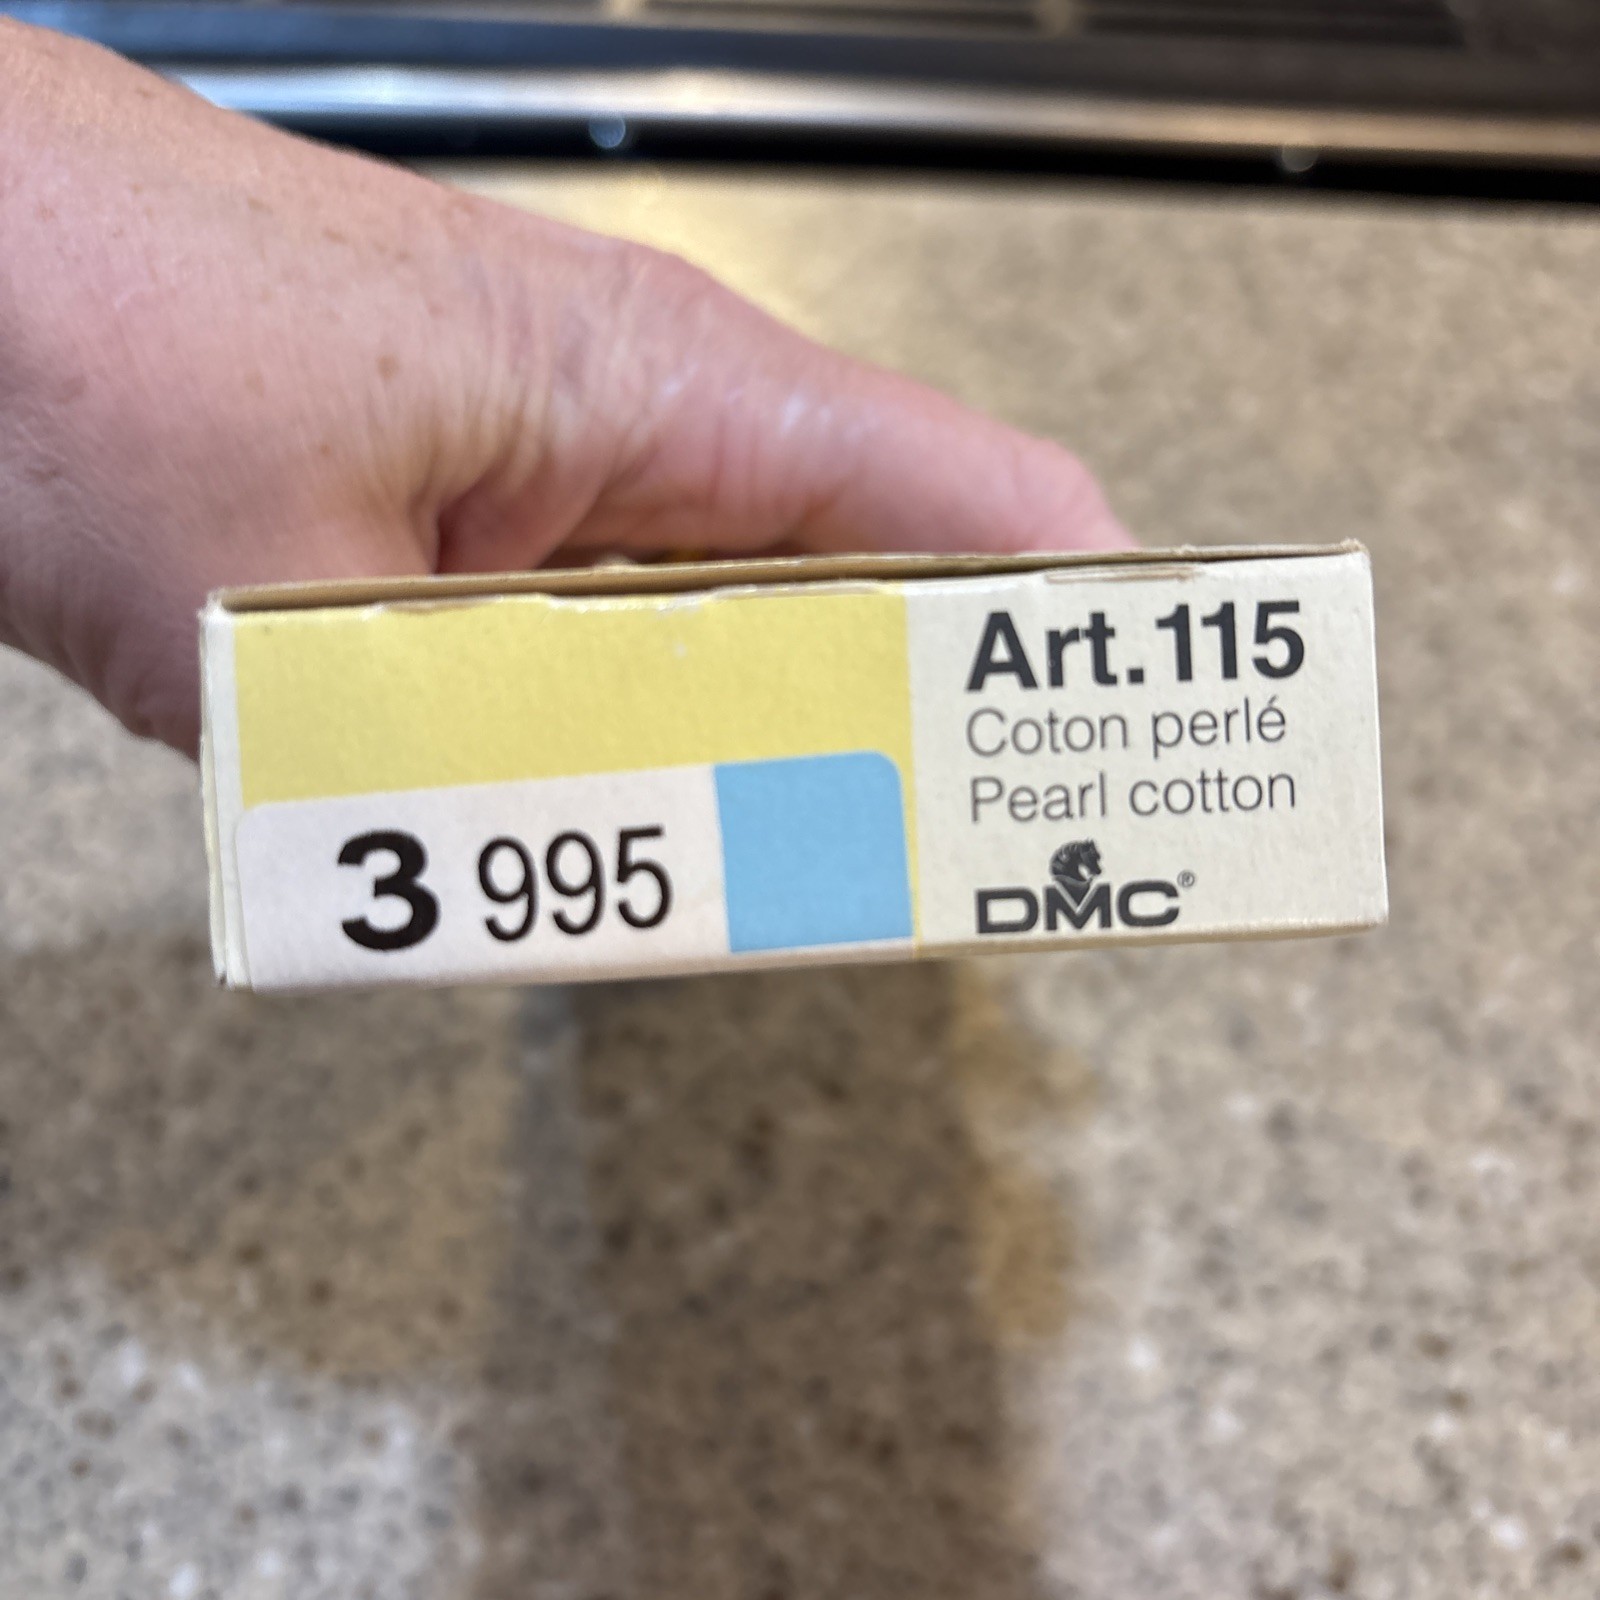 3 995
Art.115
Coton perlé
Pearl cotton
DMC®